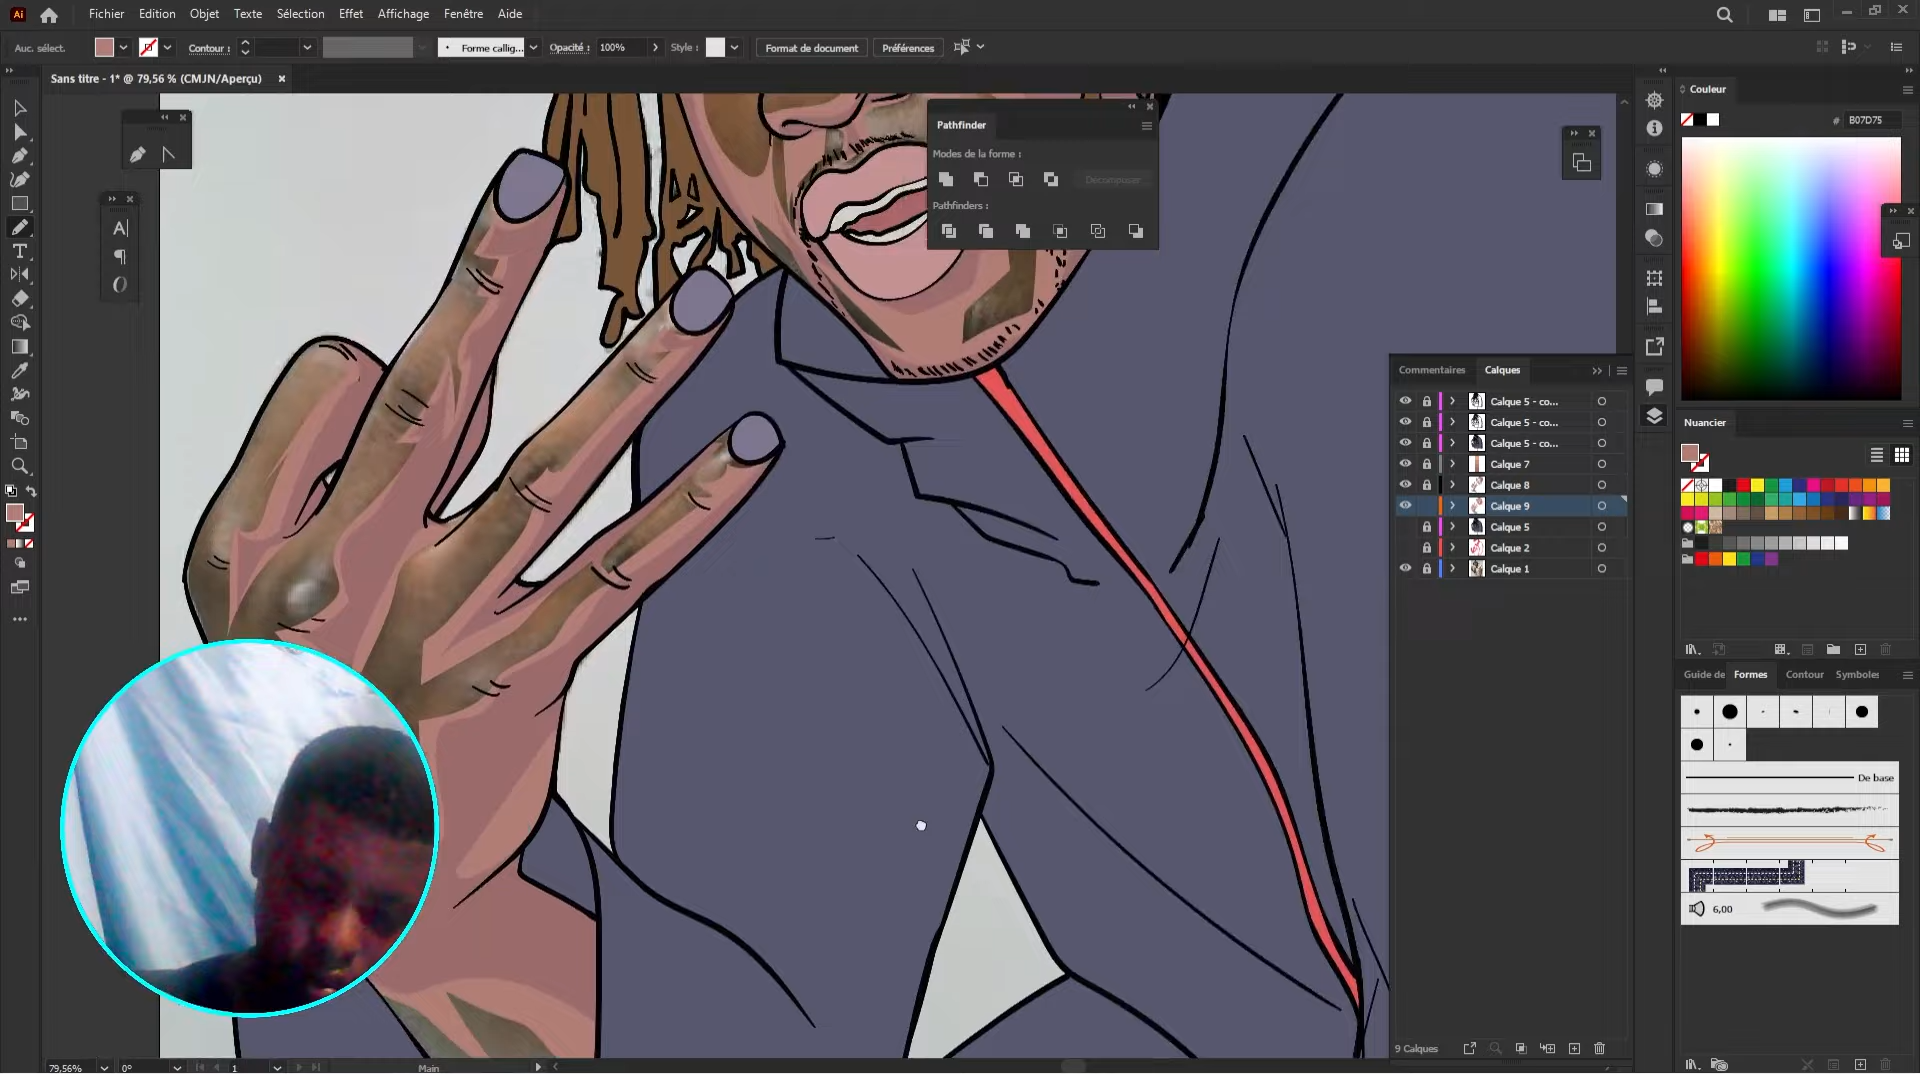 Ai Fichier Edition Objet Texte Sélection Effet Affichage Fenêtre Aide
Auc. sélect. Contour : Forme callig... Opacité : 100% Style : Format de document Préférences
Sans titre - 1* @ 79,56 % (CMJN/Aperçu)
Couleur
# B07D75
Pathfinder
Modes de la forme :
Décomposer
Pathfinders :
Commentaires Calques
Calque 5 - co...
Calque 5 - co...
Calque 5 - co...
Calque 7
Calque 8
Calque 9
Calque 5
Calque 2
Calque 1
9 Calques
Nuancier
Guide de Formes Contour Symboles
De base
6,00
79,56% 0° 1 Main